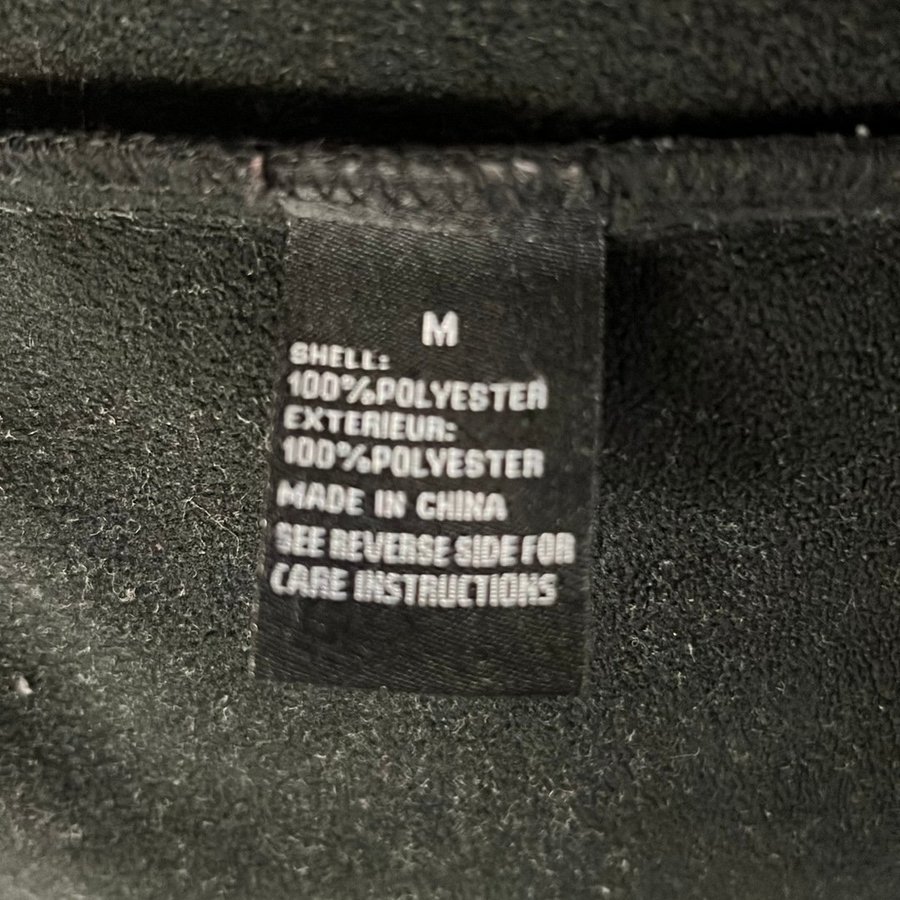 M
SHELL:
100%POLYESTER
EXTERIEUR:
100%POLYESTER
MADE IN CHINA
SEE REVERSE SIDE FOR
CARE INSTRUCTIONS